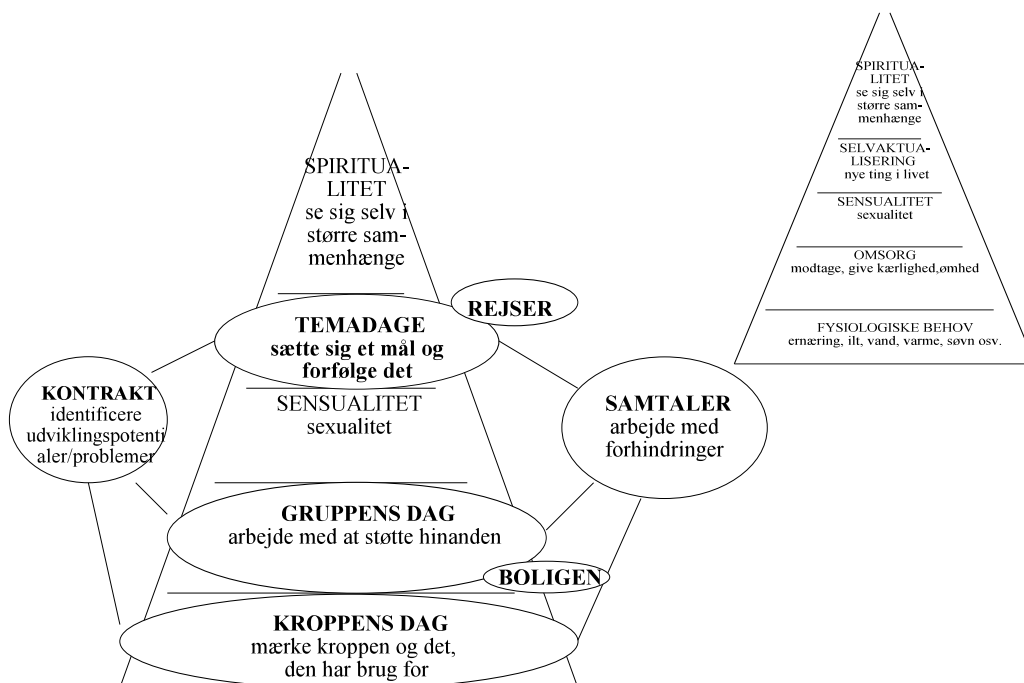 SPIRITUA-
LITET
se sig selv i
større sam-
menhænge
REJSER
TEMADAGE
sætte sig et mål og
forfølge det
KONTRAKT
identificere
udviklingspotenti
aler/problemer
SENSUALITET
sexualitet
SAMTALER
arbejde med
forhindringer
GRUPPENS DAG
arbejde med at støtte hinanden
BOLIGEN
KROPPENS DAG
mærke kroppen og det,
den har brug for
SPIRITUA-
LITET
se sig selv i
større sam-
menhænge
SELVAKTUA-
LISERING
nye ting i livet
SENSUALITET
sexualitet
OMSORG
modtage, give kærlighed,ømhed
FYSIOLOGISKE BEHOV
ernæring, ilt, vand, varme, søvn osv.